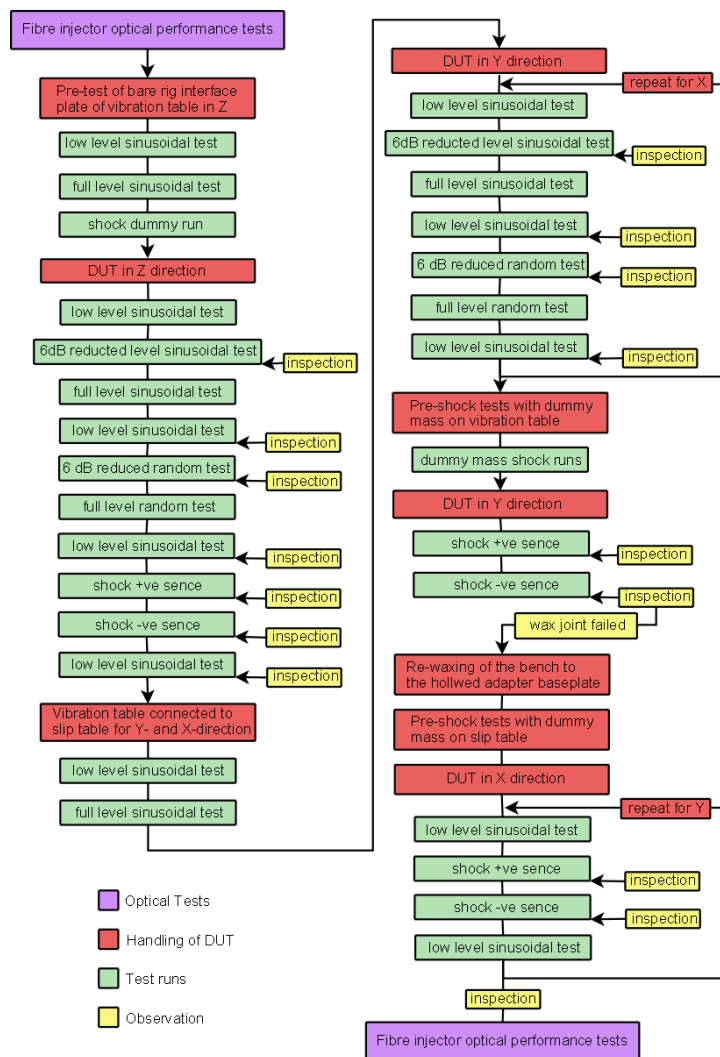 Fibre injector optical performance tests
Pre-test of bare rig interface
plate of vibration table in Z
low level sinusoidal test
full level sinusoidal test
shock dummy run
DUT in Z direction
low level sinusoidal test
6dB reducted level sinusoidal test
inspection
full level sinusoidal test
low level sinusoidal test
inspection
6 dB reduced random test
inspection
full level random test
low level sinusoidal test
inspection
shock +ve sence
inspection
shock -ve sence
inspection
low level sinusoidal test
inspection
Vibration table connected to
slip table for Y- and X-direction
low level sinusoidal test
full level sinusoidal test
DUT in Y direction
repeat for X
low level sinusoidal test
6dB reducted level sinusoidal test
inspection
full level sinusoidal test
low level sinusoidal test
inspection
6 dB reduced random test
inspection
full level random test
low level sinusoidal test
inspection
Pre-shock tests with dummy
mass on vibration table
dummy mass shock runs
DUT in Y direction
shock +ve sence
inspection
shock -ve sence
inspection
wax joint failed
Re-waxing of the bench to
the hollwed adapter baseplate
Pre-shock tests with dummy
mass on slip table
DUT in X direction
repeat for Y
low level sinusoidal test
shock +ve sence
inspection
shock -ve sence
inspection
low level sinusoidal test
inspection
Fibre injector optical performance tests
Optical Tests
Handling of DUT
Test runs
Observation